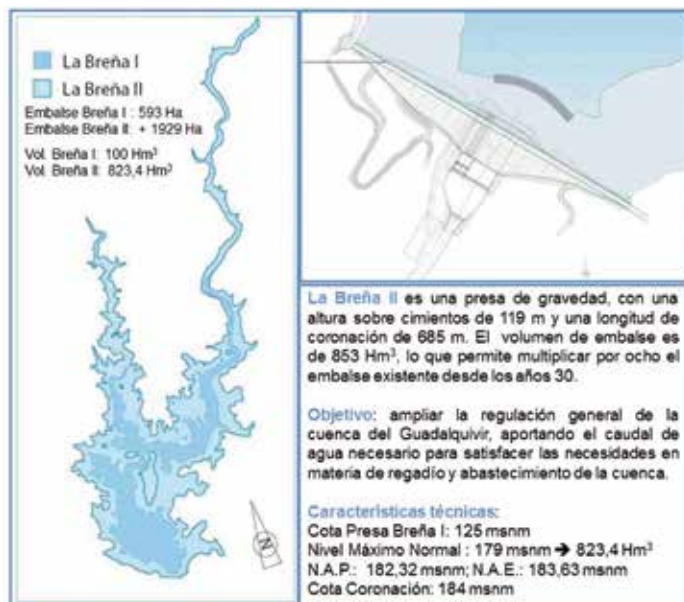 La Breña I
La Breña II
Embalse Breña I : 593 Ha
Embalse Breña II: + 1929 Ha
Vol. Breña I: 100 Hm³
Vol. Breña II: 823,4 Hm³
N
La Breña II es una presa de gravedad, con una
altura sobre cimientos de 119 m y una longitud de
coronación de 685 m. El volumen de embalse es
de 853 Hm³, lo que permite multiplicar por ocho el
embalse existente desde los años 30.
Objetivo: ampliar la regulación general de la
cuenca del Guadalquivir, aportando el caudal de
agua necesario para satisfacer las necesidades en
materia de regadío y abastecimiento de la cuenca.
Características técnicas:
Cota Presa Breña I: 125 msnm
Nivel Máximo Normal : 179 msnm ➔ 823,4 Hm³
N.A.P.: 182,32 msnm; N.A.E.: 183,63 msnm
Cota Coronación: 184 msnm